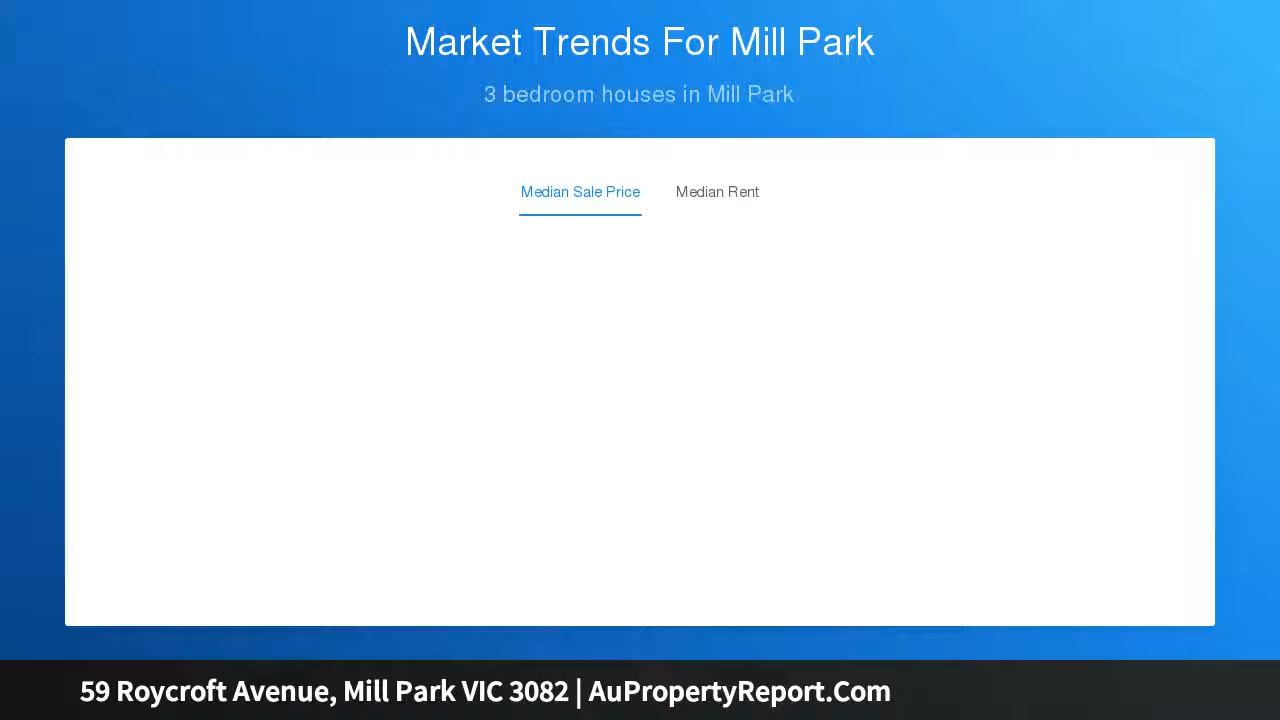 Market Trends For Mill Park
3 bedroom houses in Mill Park
Median Sale Price Median Rent
59 Roycroft Avenue, Mill Park VIC 3082 | AuPropertyReport.Com